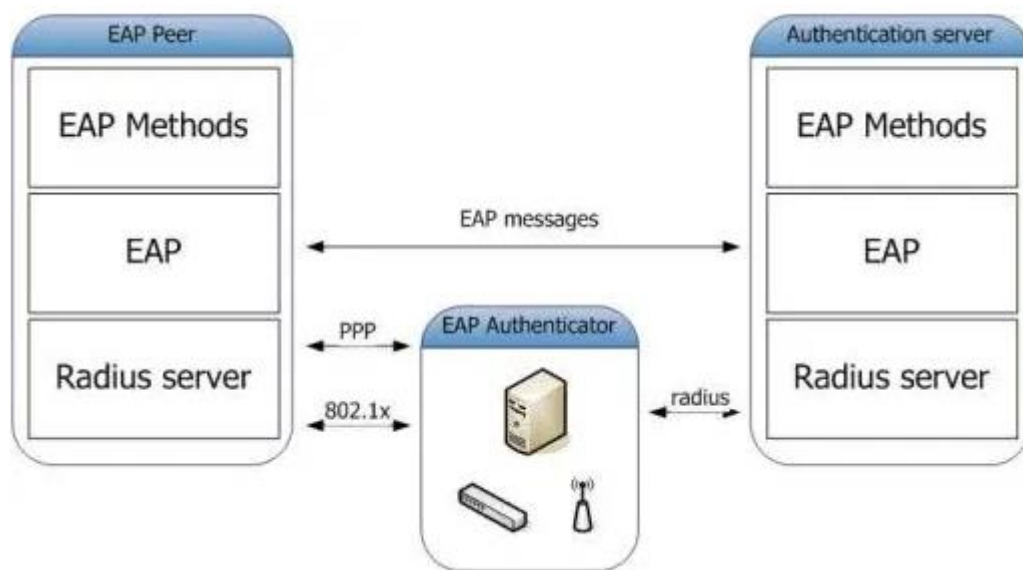 EAP Peer
Authentication server
EAP Methods
EAP Methods
EAP messages
EAP
EAP
PPP
EAP Authenticator
Radius server
Radius server
802.1x
radius